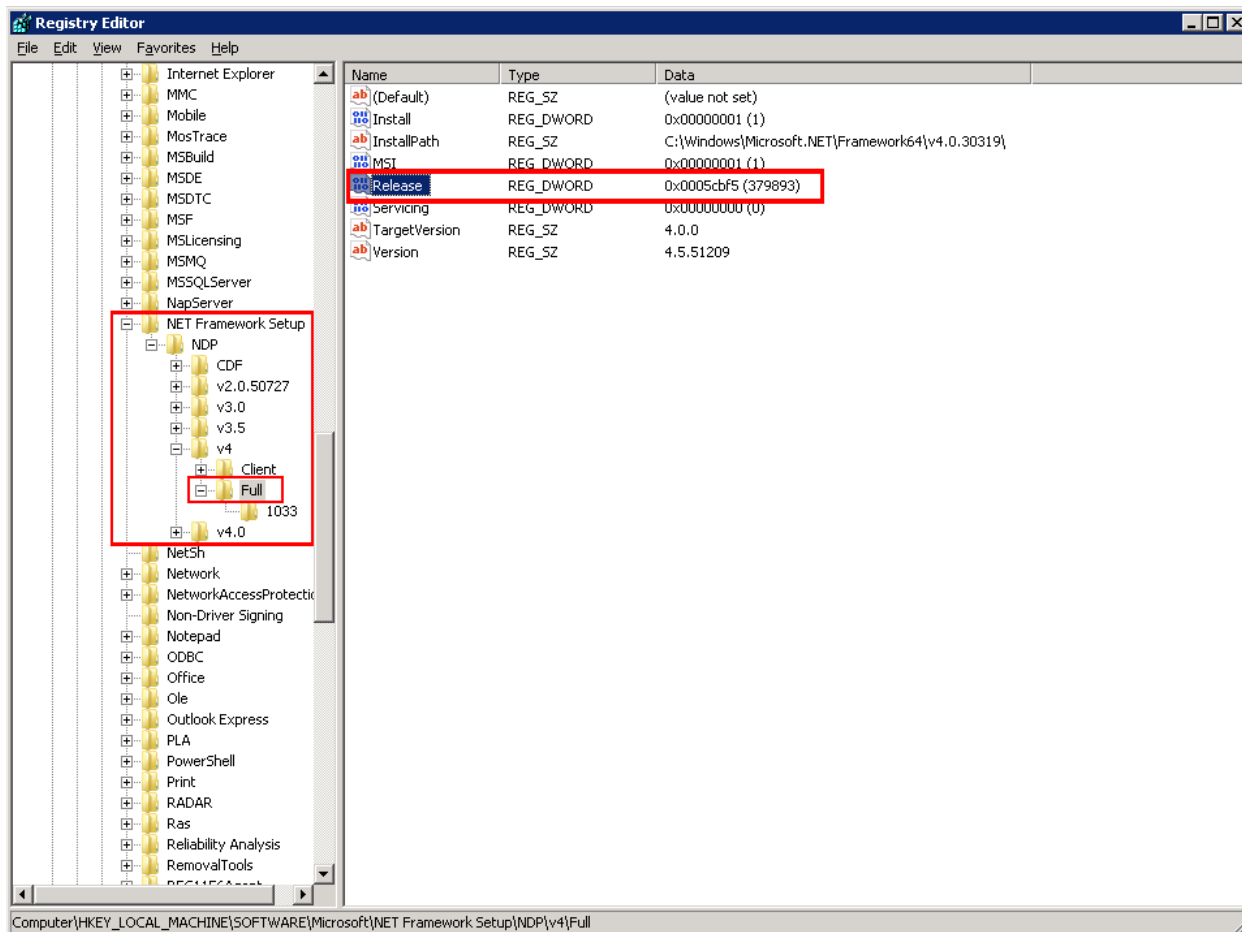 Registry Editor
File Edit View Favorites Help
Internet Explorer
MMC
Mobile
MosTrace
MSBuild
MSDE
MSDTC
MSF
MSLicensing
MSMQ
MSSQLServer
NapServer
NET Framework Setup
NDP
CDF
v2.0.50727
v3.0
v3.5
v4
Client
Full
1033
v4.0
NetSh
Network
NetworkAccessProtectic
Non-Driver Signing
Notepad
ODBC
Office
Ole
Outlook Express
PLA
PowerShell
Print
RADAR
Ras
Reliability Analysis
RemovalTools
Name Type Data
(Default) REG_SZ (value not set)
Install REG_DWORD 0x00000001 (1)
InstallPath REG_SZ C:\Windows\Microsoft.NET\Framework64\v4.0.30319\
MSI REG_DWORD 0x00000001 (1)
Release REG_DWORD 0x0005cbf5 (379893)
Servicing REG_DWORD 0x00000000 (0)
TargetVersion REG_SZ 4.0.0
Version REG_SZ 4.5.51209
Computer\HKEY_LOCAL_MACHINE\SOFTWARE\Microsoft\NET Framework Setup\NDP\v4\Full